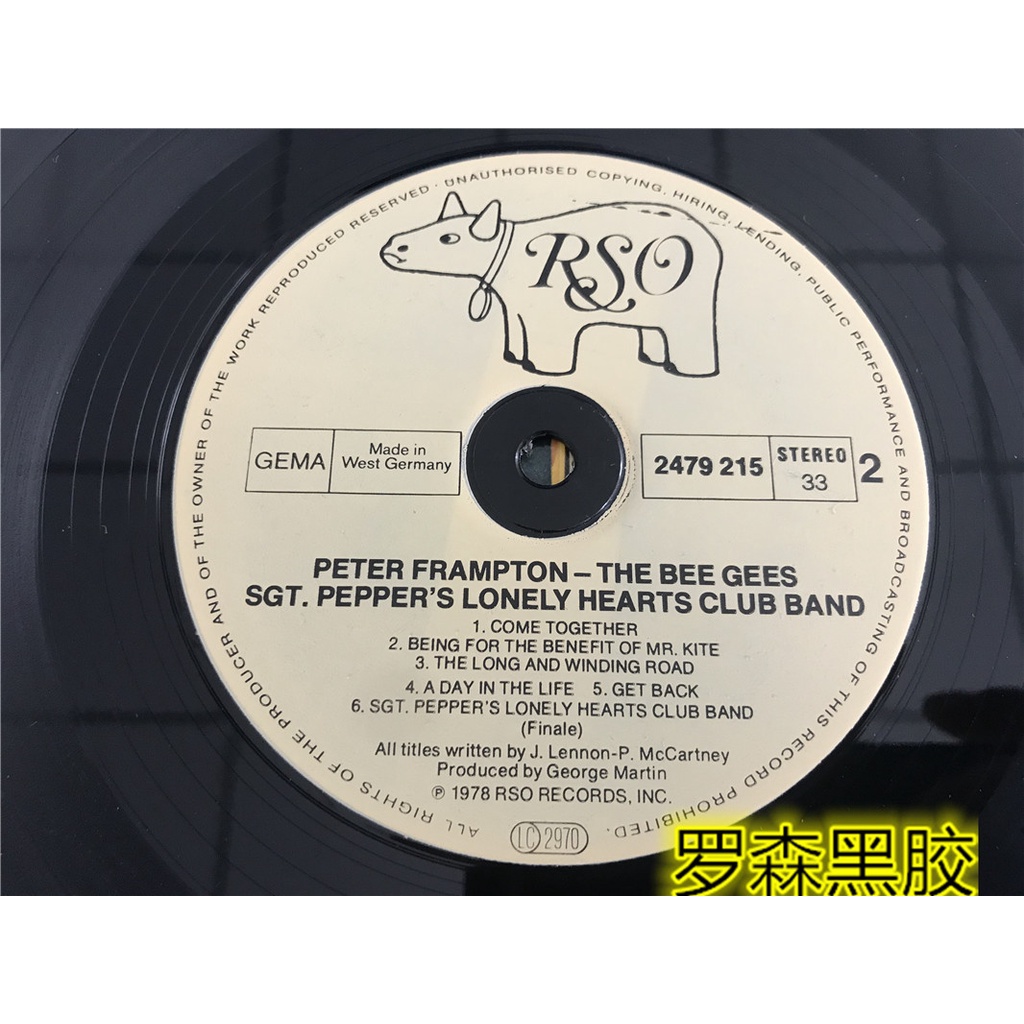 ALL RIGHTS OF THE PRODUCER AND OF THE OWNER OF THE WORK REPRODUCED RESERVED · UNAUTHORISED COPYING, HIRING, LENDING, PUBLIC PERFORMANCE AND BROADCASTING OF THIS RECORD PROHIBITED.
RSO
GEMA
Made in
West Germany
2479 215
STEREO
33
2
PETER FRAMPTON – THE BEE GEES
SGT. PEPPER'S LONELY HEARTS CLUB BAND
1. COME TOGETHER
2. BEING FOR THE BENEFIT OF MR. KITE
3. THE LONG AND WINDING ROAD
4. A DAY IN THE LIFE 5. GET BACK
6. SGT. PEPPER'S LONELY HEARTS CLUB BAND
(Finale)
All titles written by J. Lennon-P. McCartney
Produced by George Martin
℗ 1978 RSO RECORDS, INC.
LC 2970
罗森黑胶